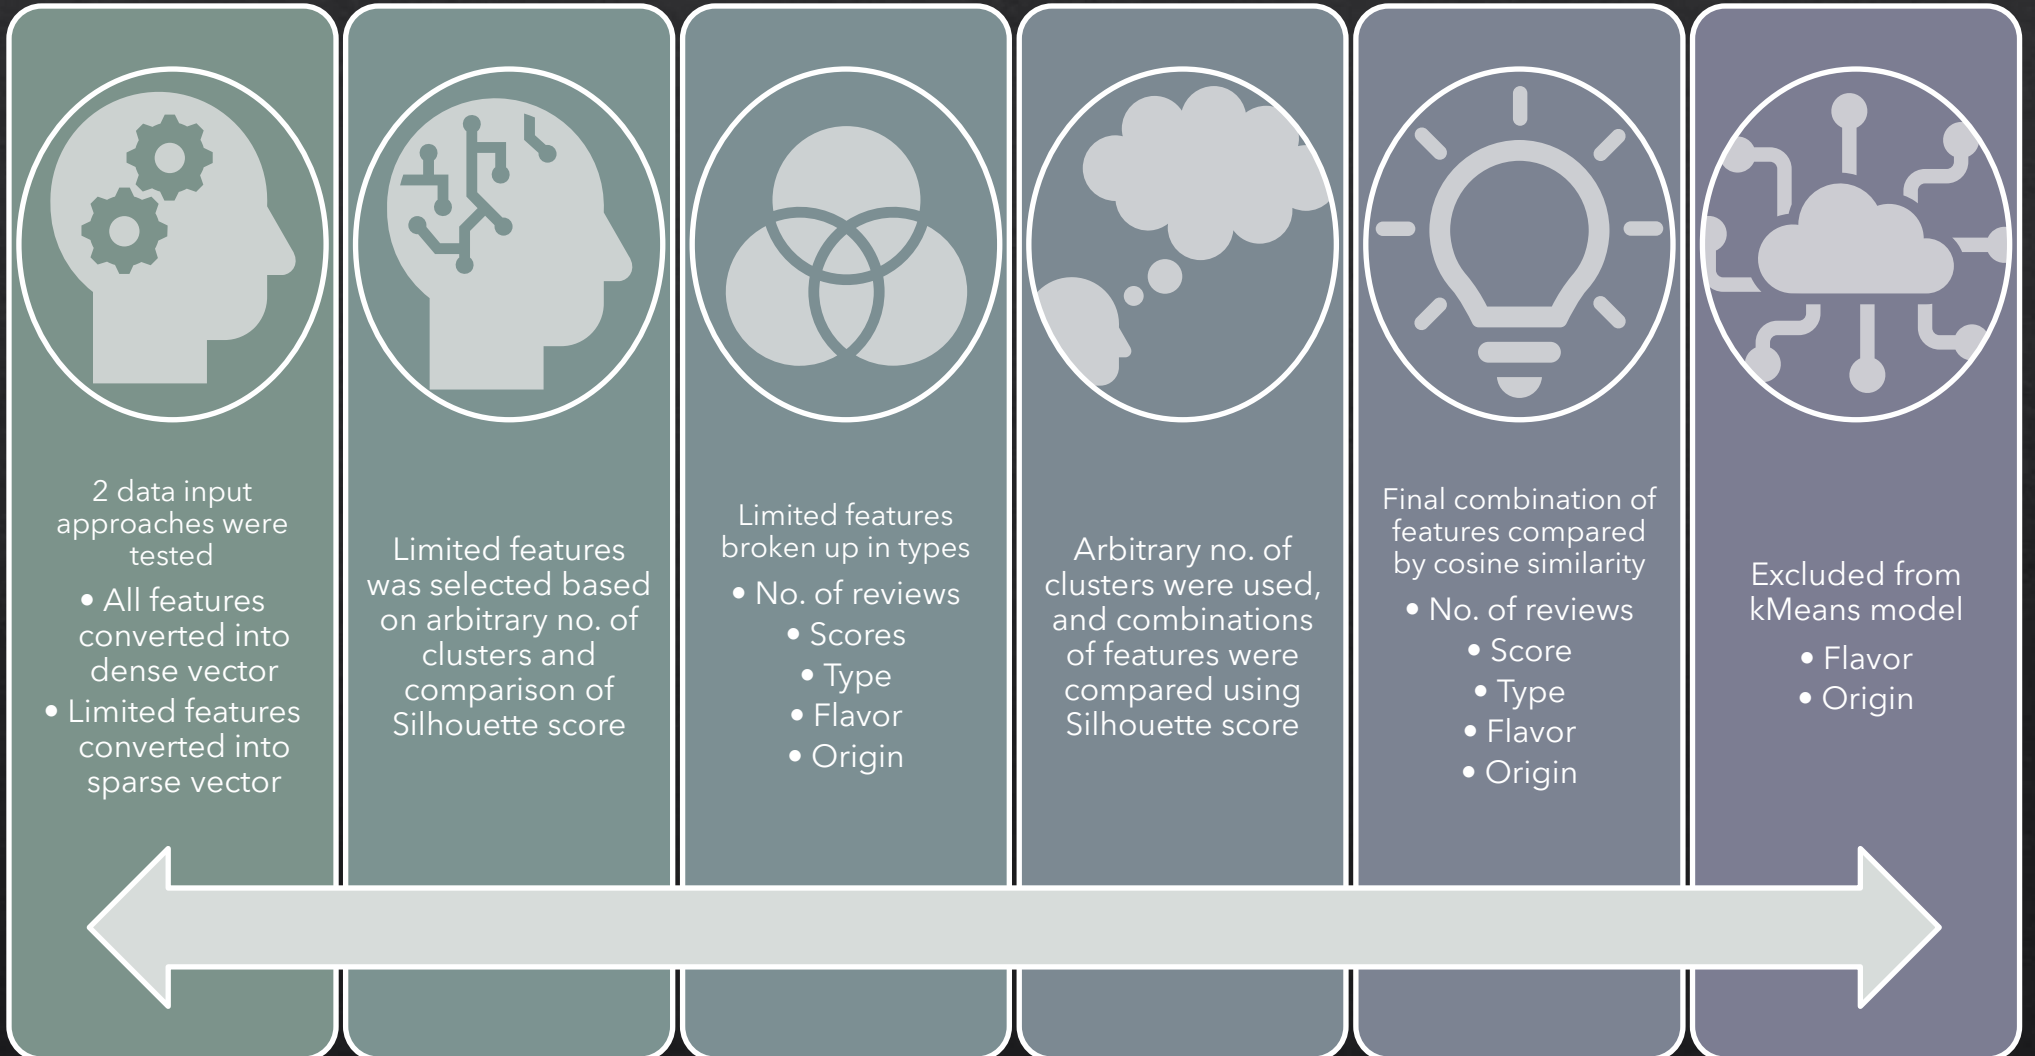 2 data input
approaches were
tested
• All features
converted into
dense vector
• Limited features
converted into
sparse vector
Limited features
was selected based
on arbitrary no. of
clusters and
comparison of
Silhouette score
Limited features
broken up in types
• No. of reviews
• Scores
• Type
• Flavor
• Origin
Arbitrary no. of
clusters were used,
and combinations
of features were
compared using
Silhouette score
Final combination of
features compared
by cosine similarity
• No. of reviews
• Score
• Type
• Flavor
• Origin
Excluded from
kMeans model
• Flavor
• Origin